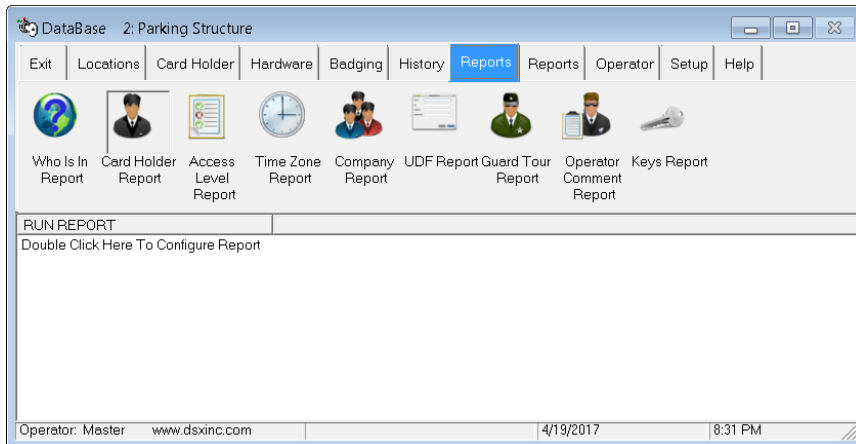 DataBase 2: Parking Structure
Exit Locations Card Holder Hardware Badging History Reports Reports Operator Setup Help
Who Is In Report
Card Holder Report
Access Level Report
Time Zone Report
Company Report
UDF Report
Guard Tour Report
Operator Comment Report
Keys Report
RUN REPORT
Double Click Here To Configure Report
Operator: Master www.dsxinc.com 4/19/2017 8:31 PM